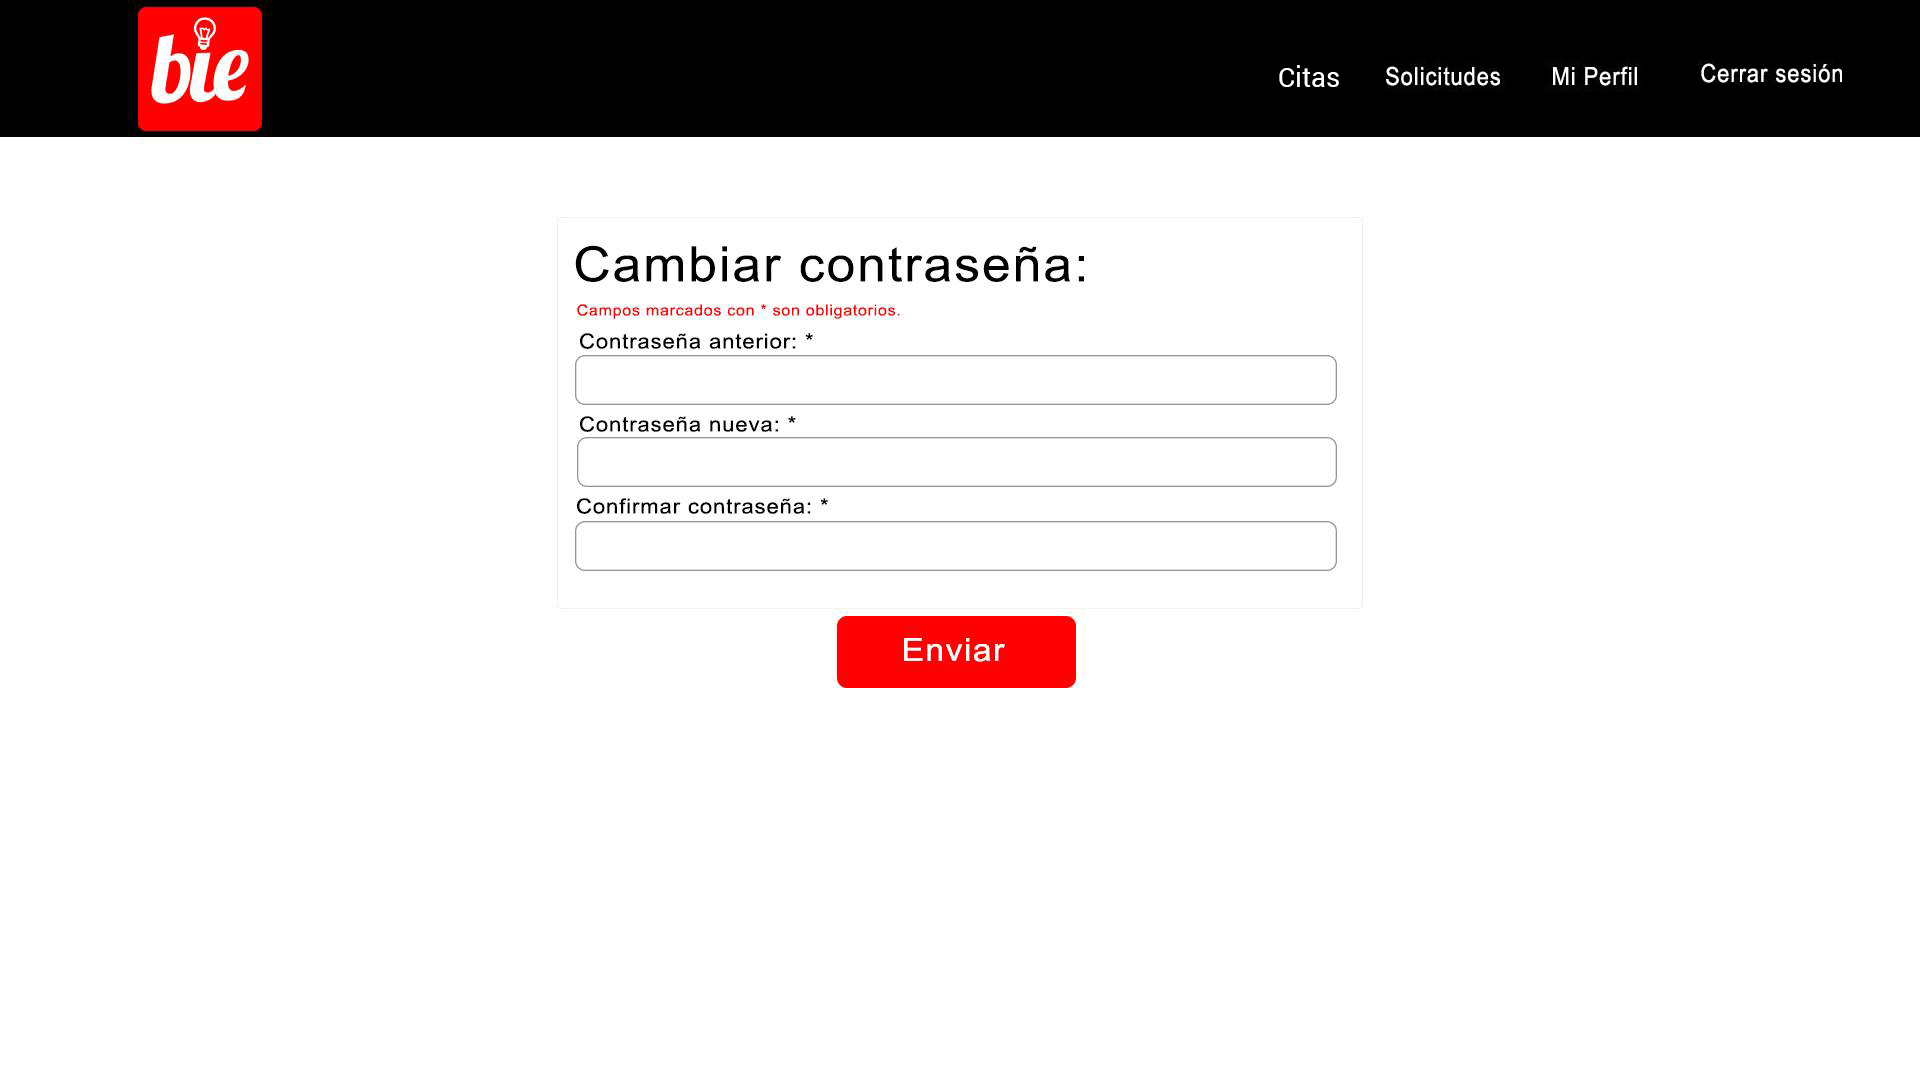 bie
Citas
Solicitudes
Mi Perfil
Cerrar sesión
Cambiar contraseña:
Campos marcados con * son obligatorios.
Contraseña anterior: *
Contraseña nueva: *
Confirmar contraseña: *
Enviar